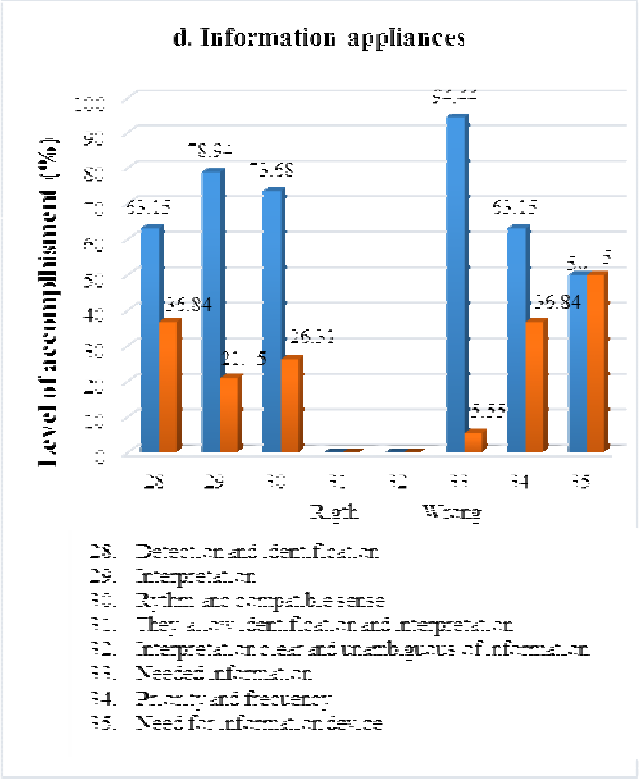 d. Information appliances
Level of accomplhisment (%)
100
90
80
70
60
50
40
30
20
10
0
63.15
36.84
78.94
73.68
26.31
94.44
5.55
63.15
36.84
28 29 30 31 32 33 34 35
Rigth Wrong
28. Detection and identification
29. Interpretation
30. Rythm and compatible sense
31. They allow identification and interpretation
32. Interpretation clear and unambiguous of information
33. Needed information
34. Priority and frequency
35. Need for information device